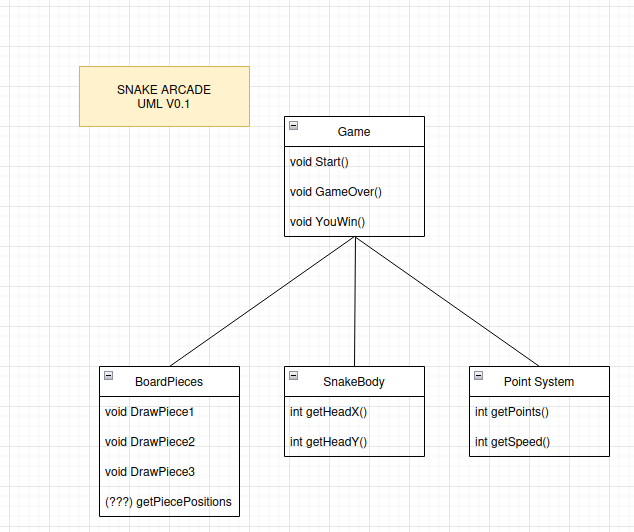 SNAKE ARCADE
UML V0.1
Game
void Start()
void GameOver()
void YouWin()
BoardPieces
void DrawPiece1
void DrawPiece2
void DrawPiece3
(???) getPiecePositions
SnakeBody
int getHeadX()
int getHeadY()
Point System
int getPoints()
int getSpeed()